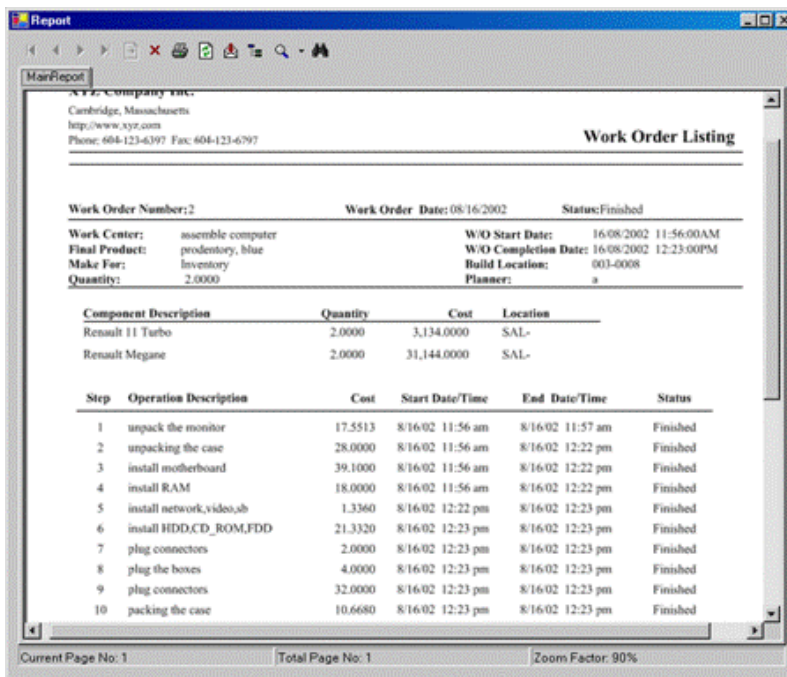 Report
MainReport
XYZ Company Inc.
Cambridge, Massachusetts
http://www.xyz.com
Phone: 604-123-6397 Fax: 604-123-6797
Work Order Listing
Work Order Number: 2 Work Order Date: 08/16/2002 Status: Finished
Work Center: assemble computer W/O Start Date: 16/08/2002 11:56:00AM
Final Product: prodentory, blue W/O Completion Date: 16/08/2002 12:23:00PM
Make For: Inventory Build Location: 003-0008
Quantity: 2.0000 Planner: a
Component Description Quantity Cost Location
Renault 11 Turbo 2.0000 3,134.0000 SAL-
Renault Megane 2.0000 31,144.0000 SAL-
Step Operation Description Cost Start Date/Time End Date/Time Status
1 unpack the monitor 17.5513 8/16/02 11:56 am 8/16/02 11:57 am Finished
2 unpacking the case 28.0000 8/16/02 11:56 am 8/16/02 12:22 pm Finished
3 install motherboard 39.1000 8/16/02 11:56 am 8/16/02 12:22 pm Finished
4 install RAM 18.0000 8/16/02 11:56 am 8/16/02 12:22 pm Finished
5 install network,video,sb 1.3360 8/16/02 12:22 pm 8/16/02 12:23 pm Finished
6 install HDD,CD_ROM,FDD 21.3320 8/16/02 12:23 pm 8/16/02 12:23 pm Finished
7 plug connectors 2.0000 8/16/02 12:23 pm 8/16/02 12:23 pm Finished
8 plug the boxes 4.0000 8/16/02 12:23 pm 8/16/02 12:23 pm Finished
9 plug connectors 32.0000 8/16/02 12:23 pm 8/16/02 12:23 pm Finished
10 packing the case 10.6680 8/16/02 12:23 pm 8/16/02 12:23 pm Finished
Current Page No: 1 Total Page No: 1 Zoom Factor: 90%